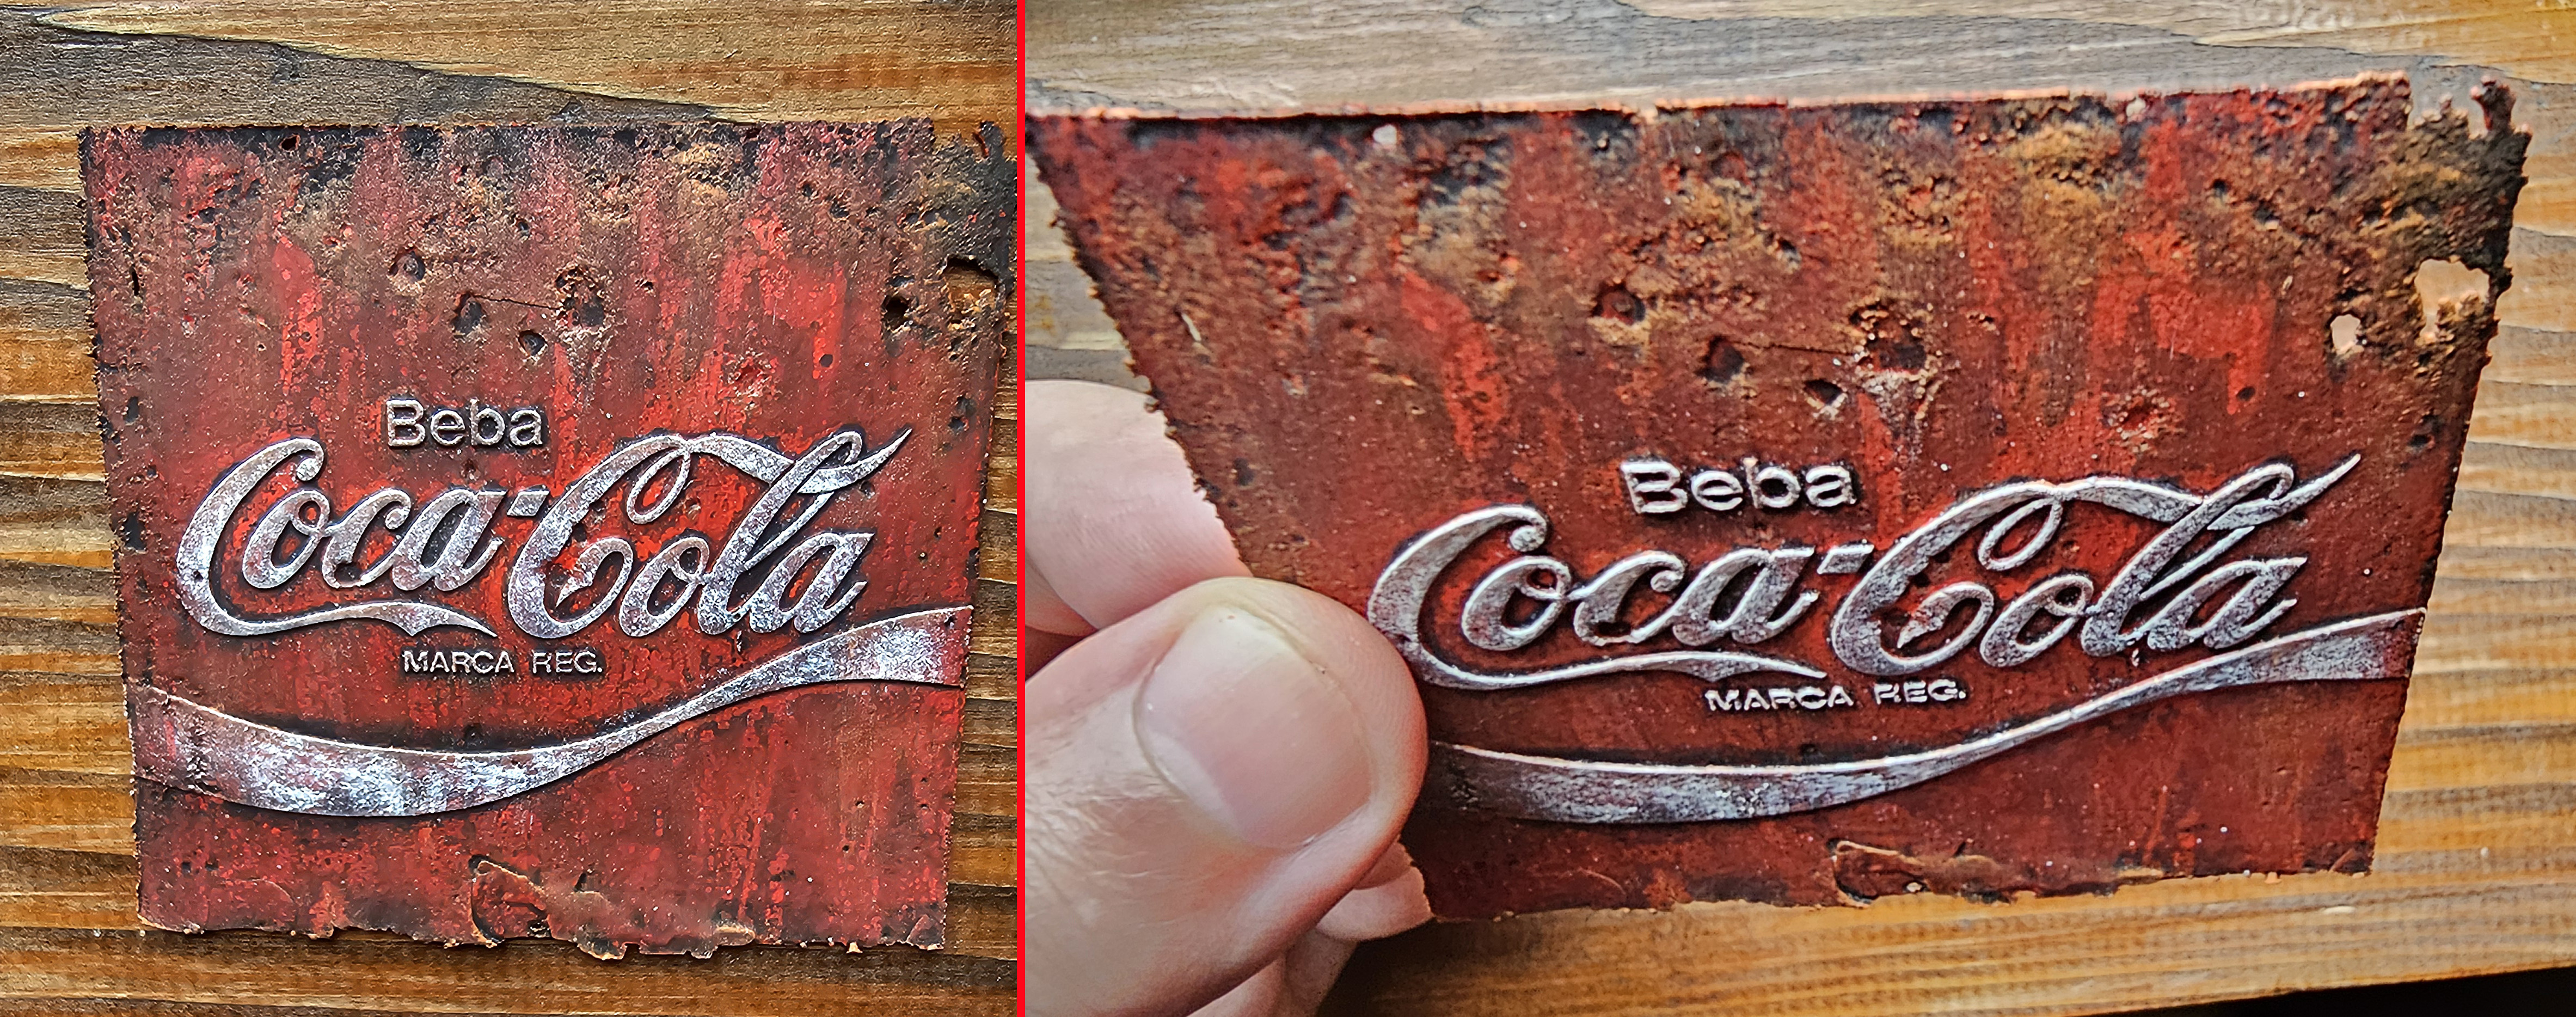 Beba
Coca-Cola
MARCA REG.
Beba
Coca-Cola
MARCA REG.